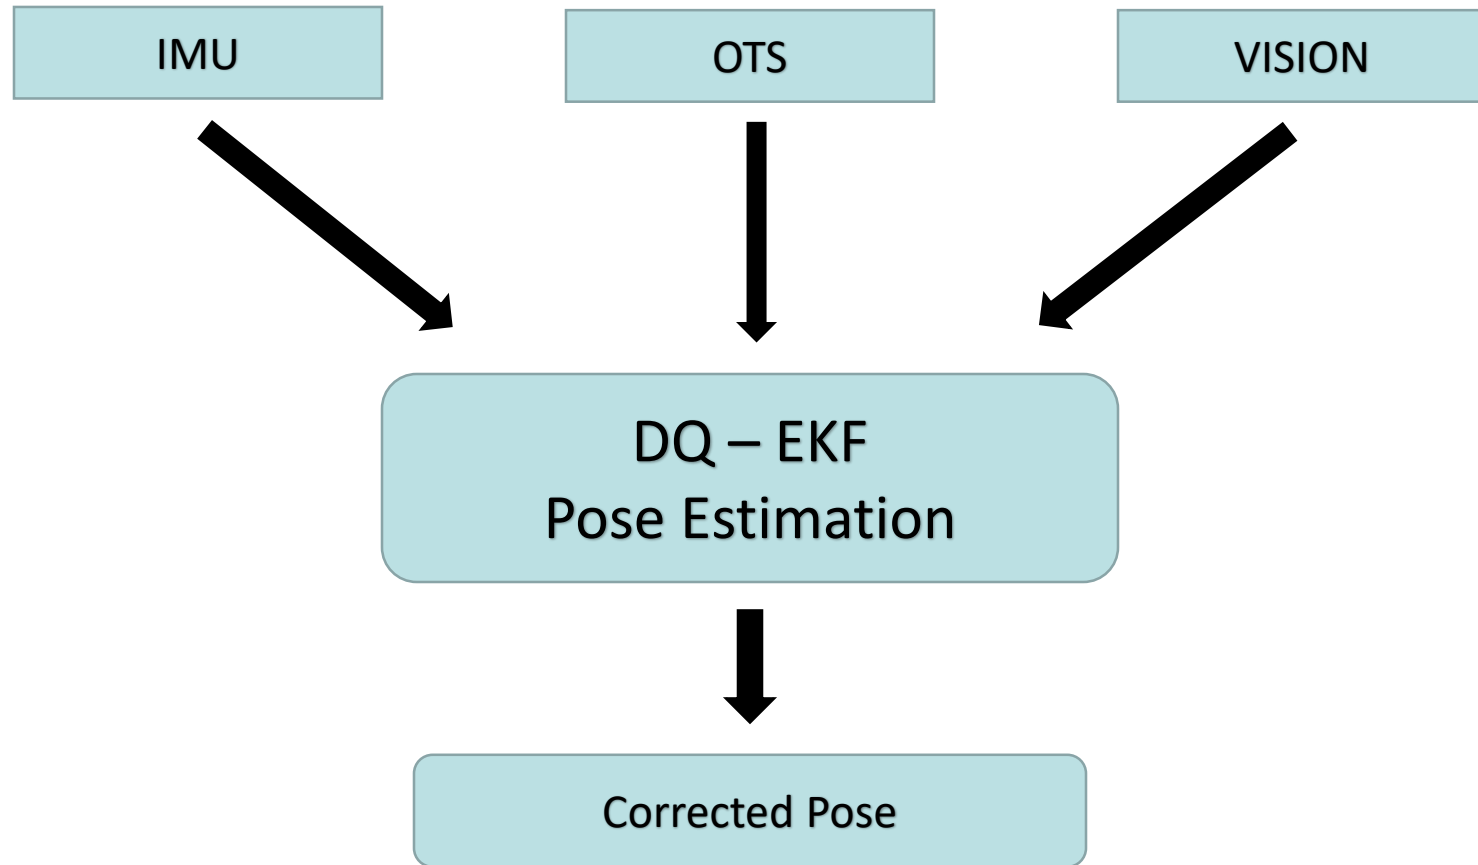 IMU
OTS
VISION
DQ – EKF
Pose Estimation
Corrected Pose